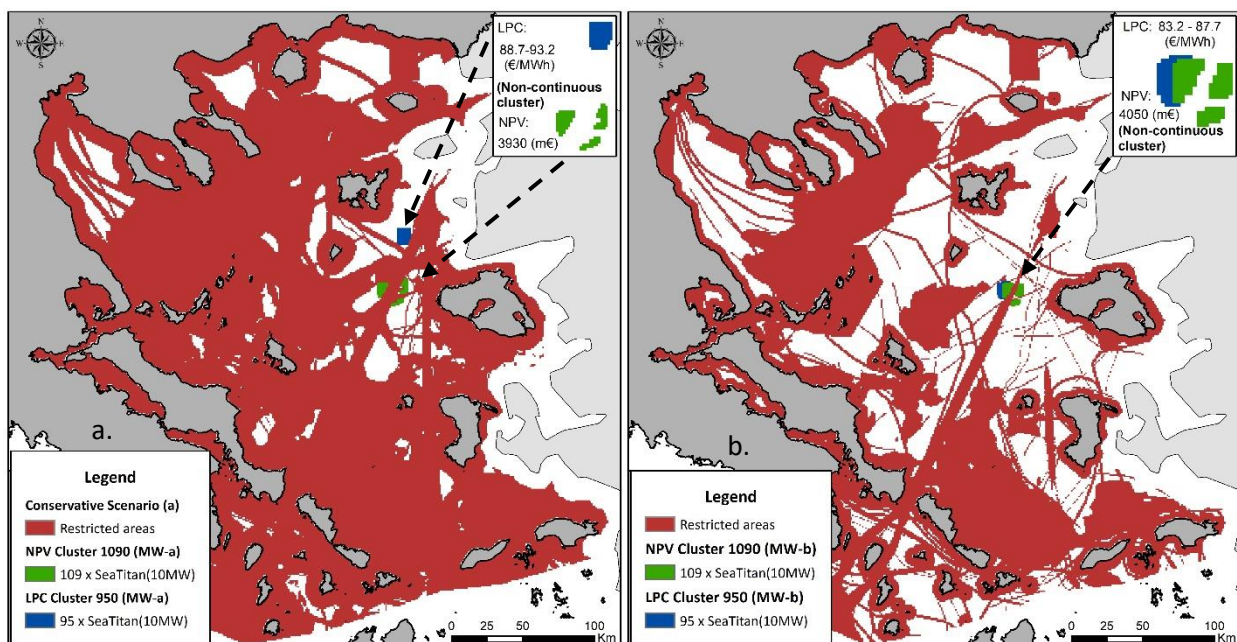 N
W E
S
LPC:
88.7-93.2
(€/MWh)
(Non-continuous
cluster)
NPV:
3930 (m€)
a.
Legend
Conservative Scenario (a)
Restricted areas
NPV Cluster 1090 (MW-a)
109 x SeaTitan(10MW)
LPC Cluster 950 (MW-a)
95 x SeaTitan(10MW)
0 25 50 100
Km
N
W E
S
LPC: 83.2 - 87.7
(€/MWh)
NPV:
4050 (m€)
(Non-continuous
cluster)
b.
Legend
Restricted areas
NPV Cluster 1090 (MW-b)
109 x SeaTitan(10MW)
LPC Cluster 950 (MW-b)
95 x SeaTitan(10MW)
0 25 50 100
Km